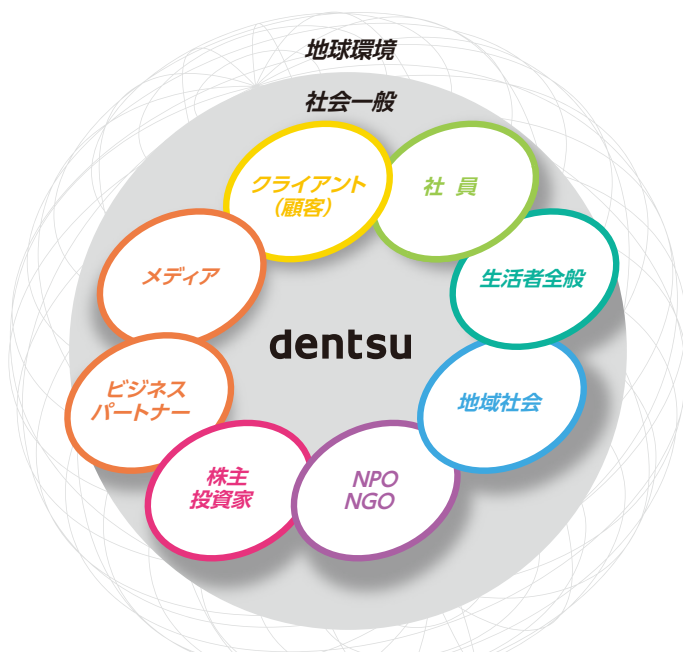 地球環境
社会一般
クライアント
（顧客）
社 員
メディア
生活者全般
dentsu
ビジネス
パートナー
地域社会
株主
投資家
NPO
NGO